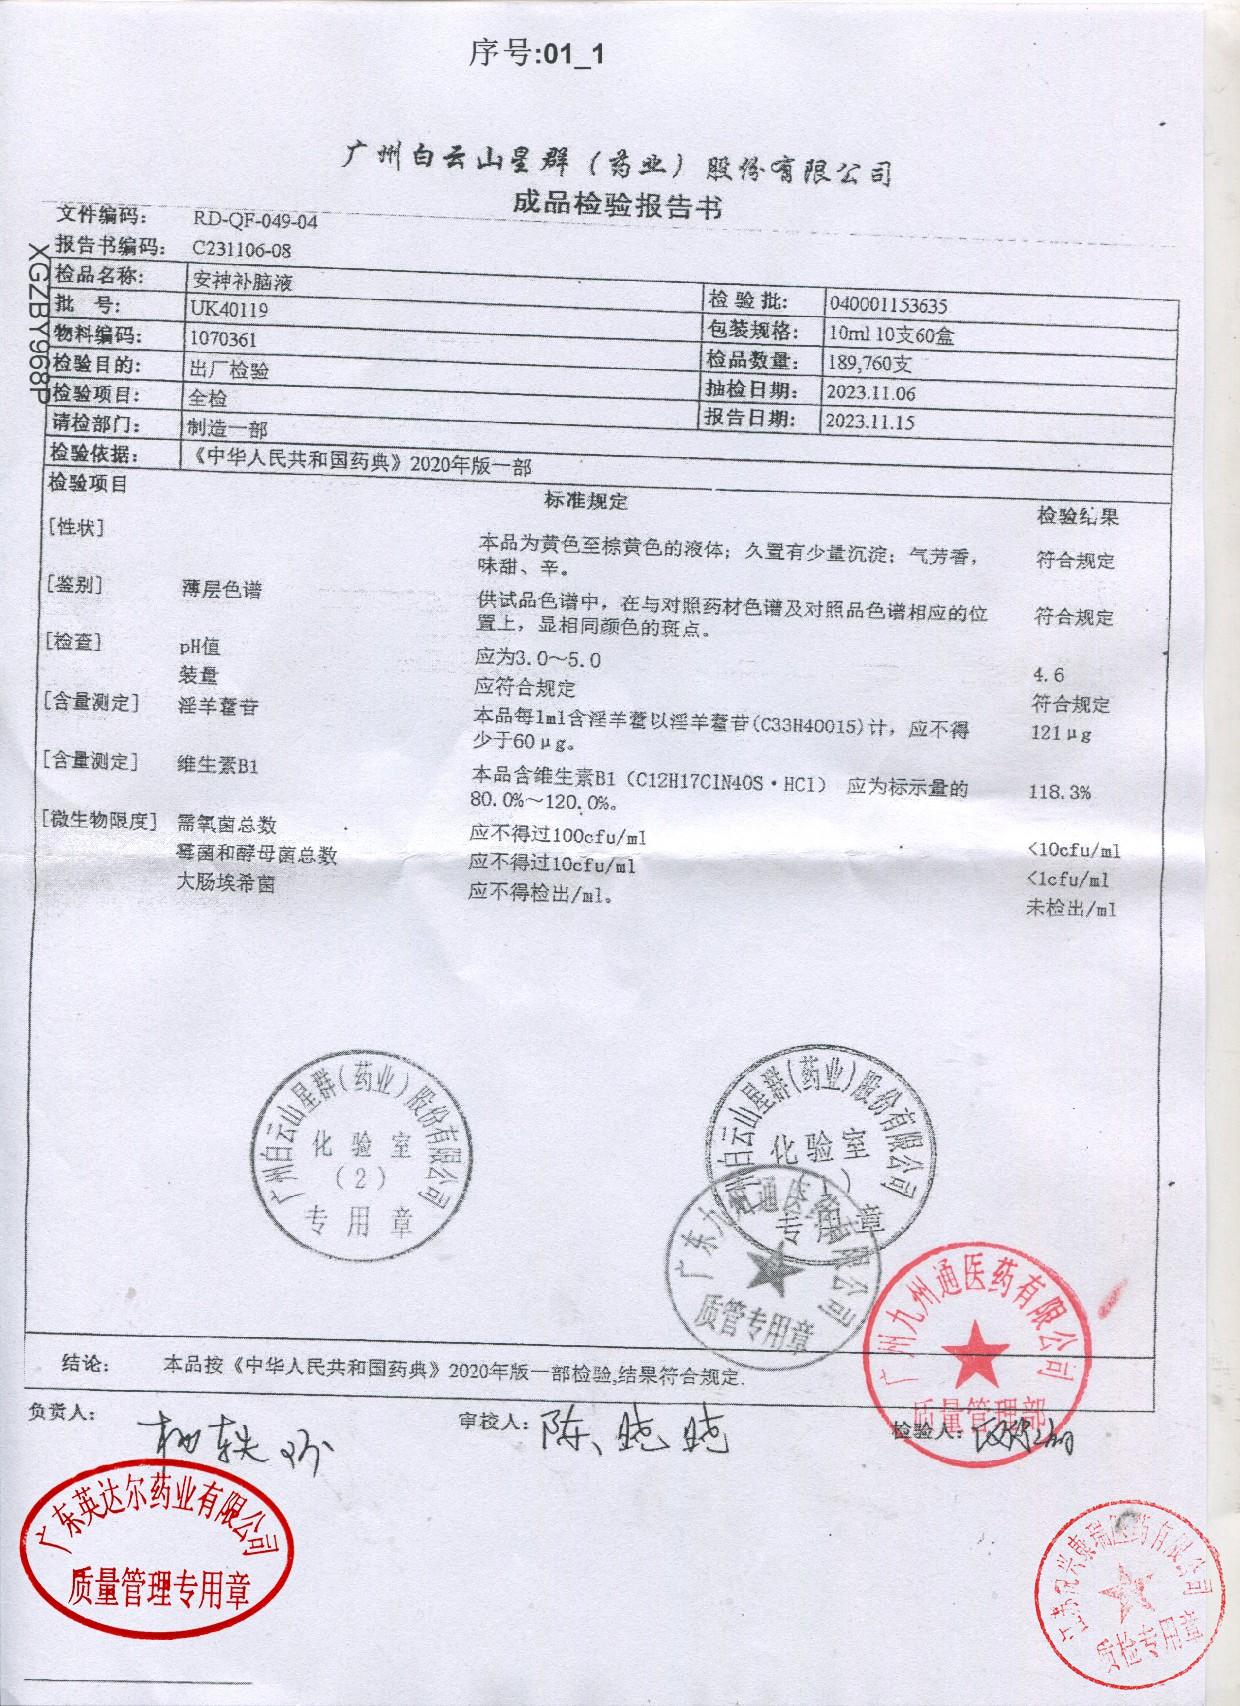 序号:01_1
广州白云山星群（药业）股份有限公司
成品检验报告书
文件编码： RD-QF-049-04
报告书编码： C231106-08
XGZBY968P
检品名称： 安神补脑液 检 验 批： 040001153635
批 号： UK40119 包装规格： 10ml 10支60盒
物料编码： 1070361 检品数量： 189,760支
检验目的： 出厂检验 抽检日期： 2023.11.06
检验项目： 全检 报告日期： 2023.11.15
请检部门： 制造一部
检验依据： 《中华人民共和国药典》2020年版一部
检验项目 标准规定 检验结果
[性状] 本品为黄色至棕黄色的液体；久置有少量沉淀；气芳香， 符合规定
味甜、辛。
[鉴别] 薄层色谱 供试品色谱中，在与对照药材色谱及对照品色谱相应的位 符合规定
置上，显相同颜色的斑点。
[检查] pH值 应为3.0～5.0 4.6
装量 应符合规定 符合规定
[含量测定] 淫羊藿苷 本品每1ml含淫羊藿以淫羊藿苷(C33H40O15)计，应不得 121μg
少于60μg。
[含量测定] 维生素B1 本品含维生素B1（C12H17ClN4OS·HCl） 应为标示量的 118.3%
80.0%～120.0%。
[微生物限度] 需氧菌总数 应不得过100cfu/ml <10cfu/ml
霉菌和酵母菌总数 应不得过10cfu/ml <1cfu/ml
大肠埃希菌 应不得检出/ml。 未检出/ml
广州白云山星群(药业)股份有限公司
化 验 室
(2)
专 用 章
广州白云山星群(药业)股份有限公司
化 验 室
(1)
专 用 章
广东九州通医药有限公司
质管专用章
广州九州通医药有限公司
质量管理部
结论： 本品按《中华人民共和国药典》2020年版一部检验,结果符合规定.
负责人： 审核人： 陈晓晓 检验人：
广东英达尔药业有限公司
质量管理专用章
瑞医药有限公司
质检专用章